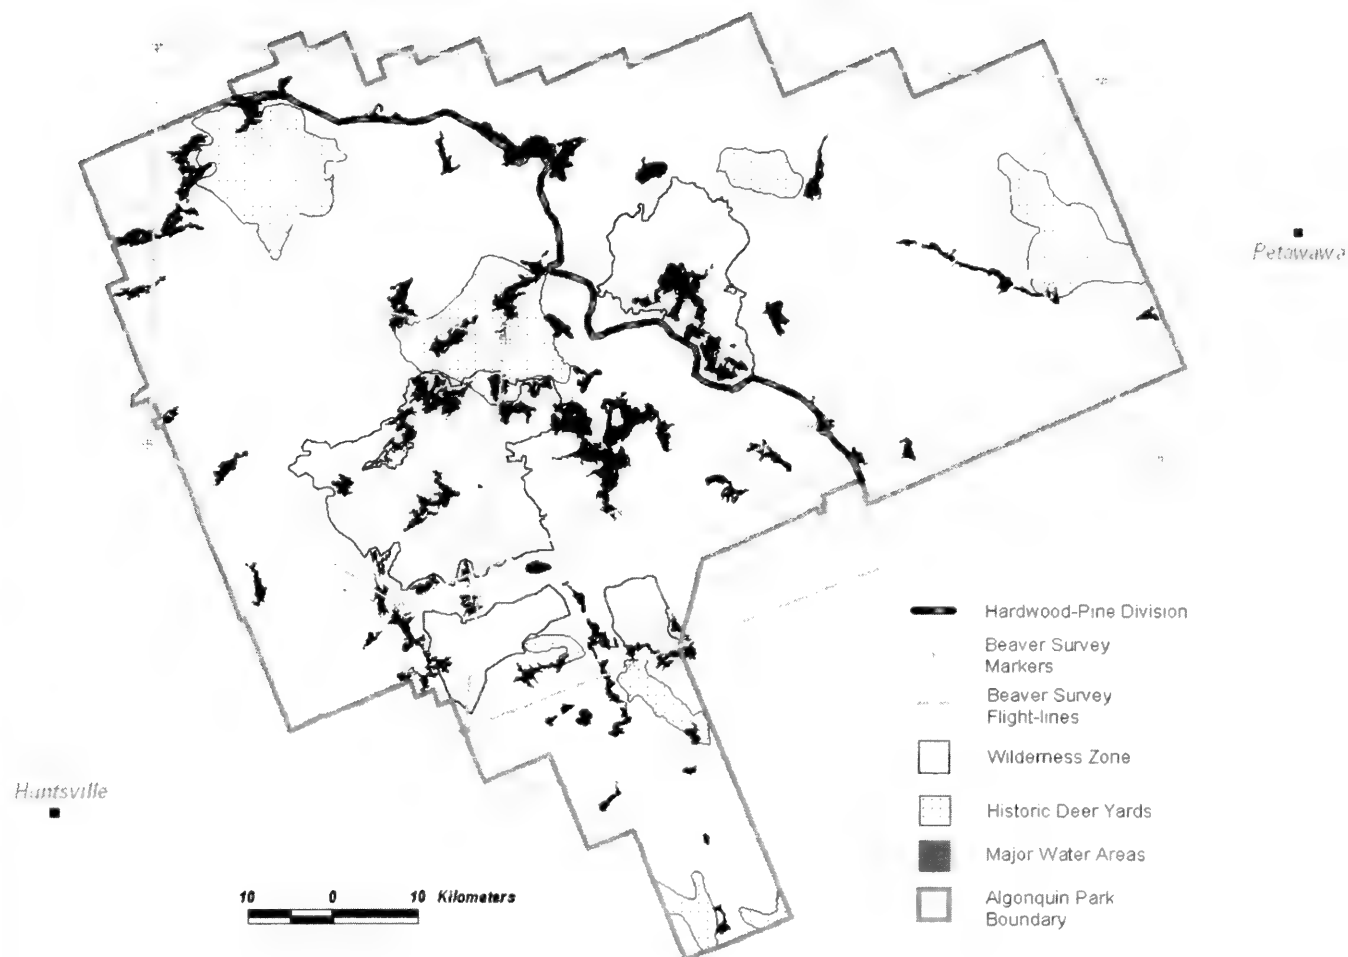 Petawawa
Hardwood-Pine Division
Beaver Survey
Markers
Beaver Survey
Flight-lines
Wilderness Zone
Huntsville
Historic Deer Yards
Major Water Areas
10 0 10 Kilometers
Algonquin Park
Boundary